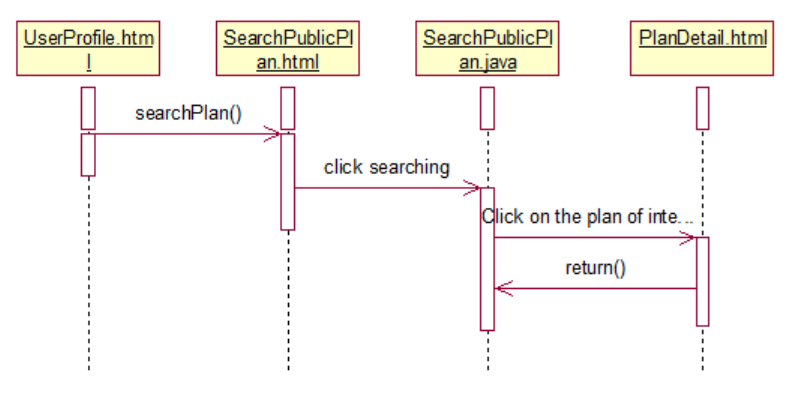 UserProfile.htm
l
SearchPublicPl
an.html
SearchPublicPl
an.java
PlanDetail.html
searchPlan()
click searching
Click on the plan of inte...
return()